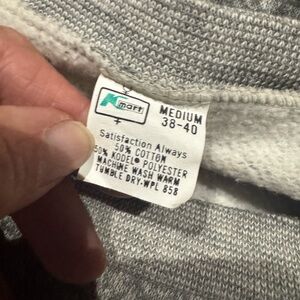 Kmart
MEDIUM
38-40
Satisfaction Always
50% COTTON
50% KODEL® POLYESTER
MACHINE WASH WARM
TUMBLE DRY·WPL 858